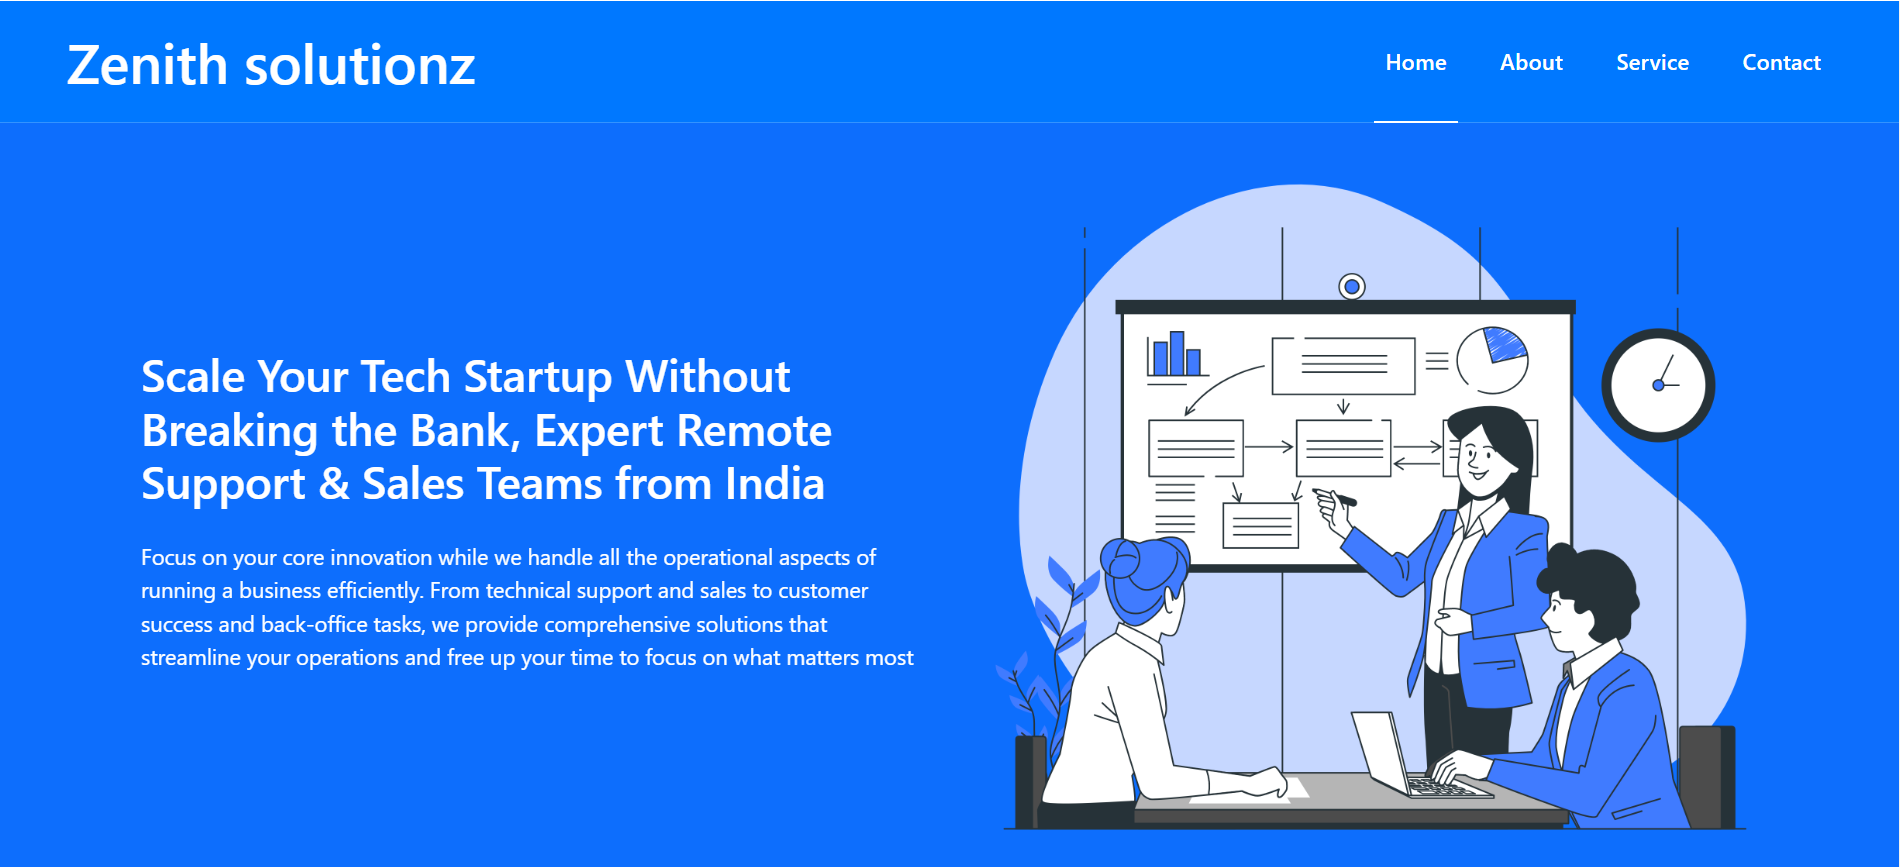 Zenith solutionz
Home About Service Contact
Scale Your Tech Startup Without
Breaking the Bank, Expert Remote
Support & Sales Teams from India
Focus on your core innovation while we handle all the operational aspects of
running a business efficiently. From technical support and sales to customer
success and back-office tasks, we provide comprehensive solutions that
streamline your operations and free up your time to focus on what matters most